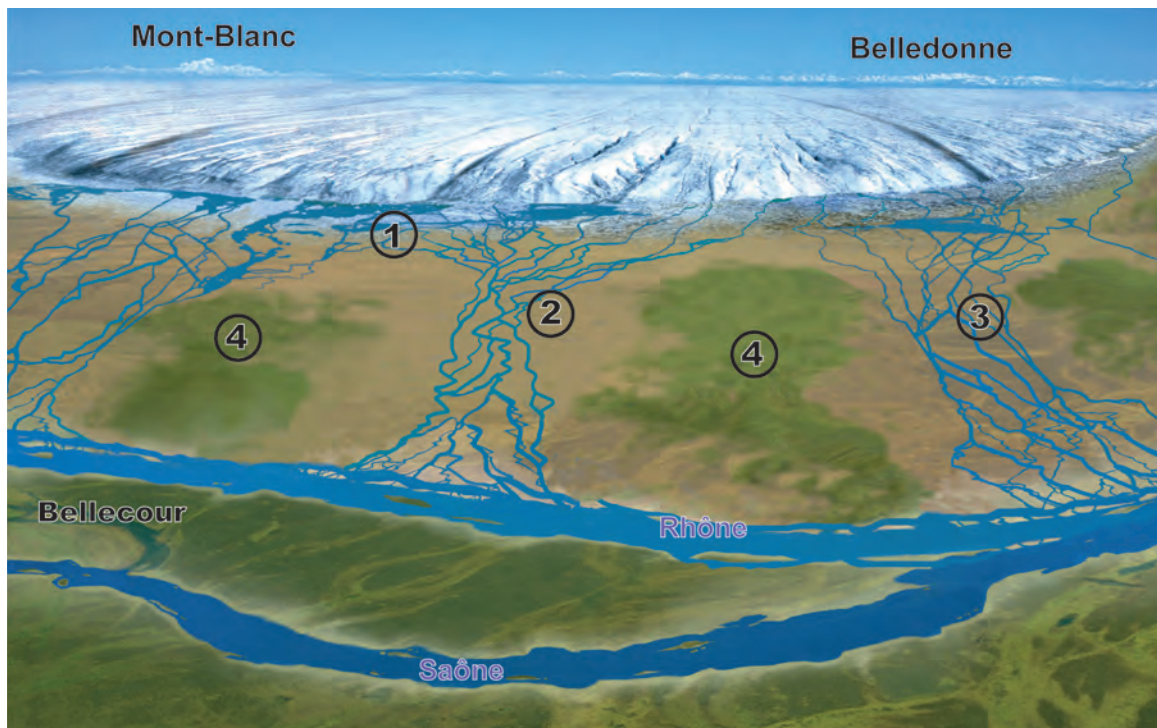 Mont-Blanc
Belledonne
1
2
3
4
4
Bellecour
Rhône
Saône